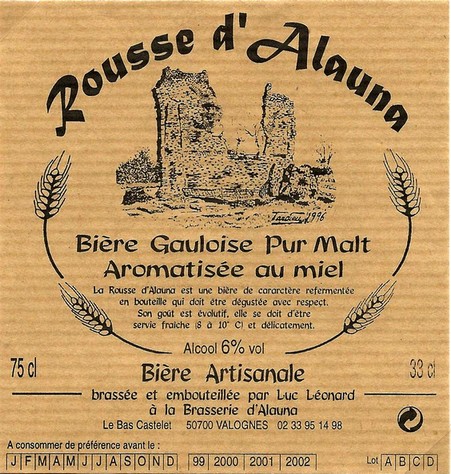 Rousse d'Alauna
1996
Bière Gauloise Pur Malt
Aromatisée au miel
La Rousse d'Alauna est une bière de cararctère refermentée
en bouteille qui doit être dégustée avec respect.
Son goût est évolutif, elle se doit d'être
servie fraîche (8 à 10° C) et délicatement.
Alcool 6% vol
75 cl
Bière Artisanale
33 cl
brassée et embouteillée par Luc Léonard
à la Brasserie d'Alauna
Le Bas Castelet 50700 VALOGNES 02 33 95 14 98
A consommer de préférence avant le :
J F M A M J J A S O N D 99 2000 2001 2002 Lot A B C D